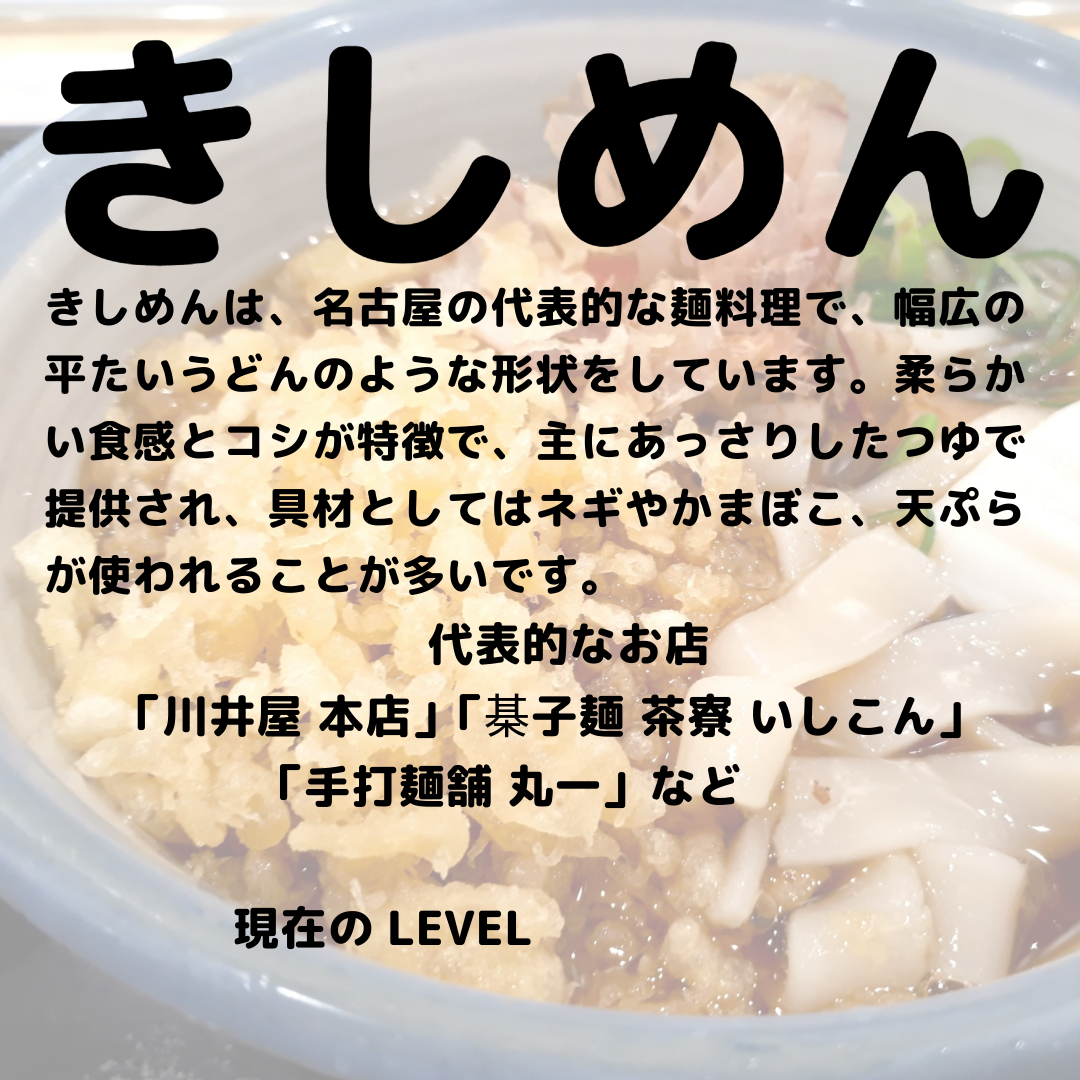 きしめん
きしめんは、名古屋の代表的な麺料理で、幅広の
平たいうどんのような形状をしています。柔らか
い食感とコシが特徴で、主にあっさりしたつゆで
提供され、具材としてはネギやかまぼこ、天ぷら
が使われることが多いです。
代表的なお店
「川井屋 本店」「棊子麺 茶寮 いしこん」
「手打麺舗 丸一」など
現在の LEVEL